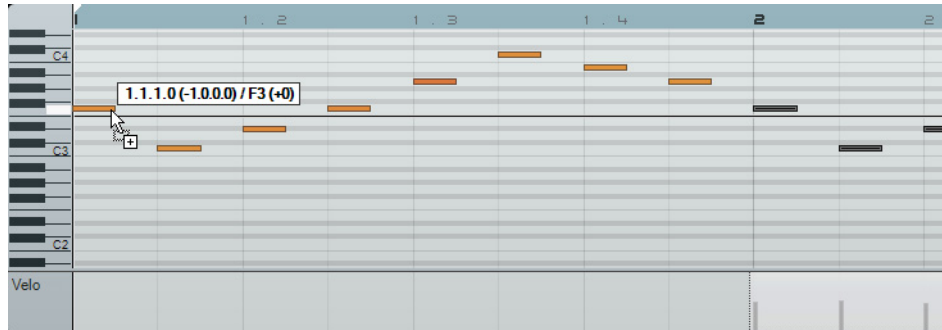 1 . 2 1 . 3 1 . 4 2 2
C4
1.1.1.0 (-1.0.0.0) / F3 (+0)
C3
C2
Velo